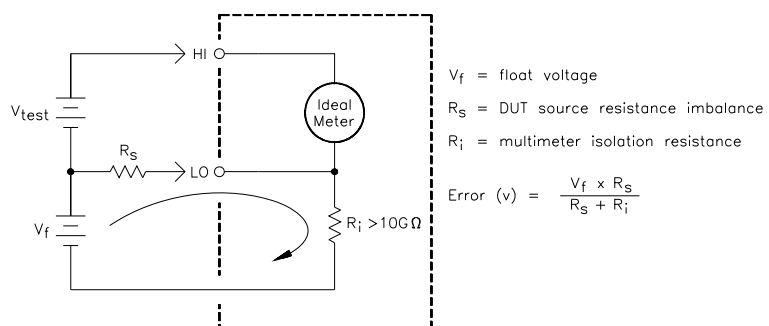 HI
Ideal
Meter
V_test
R_s
LO
V_f
R_i >10GΩ
V_f = float voltage
R_s = DUT source resistance imbalance
R_i = multimeter isolation resistance
Error (v) = V_f x R_s
R_s + R_i